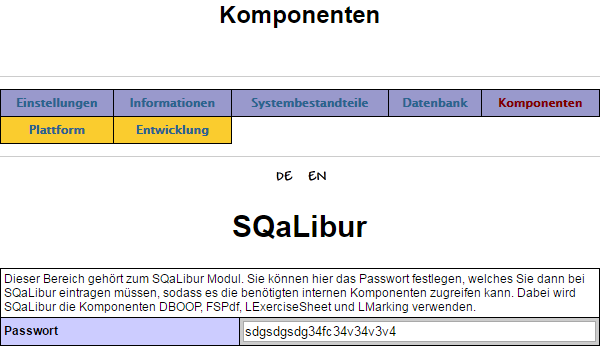 Komponenten
Einstellungen Informationen Systembestandteile Datenbank Komponenten
Plattform Entwicklung
DE EN
SQaLibur
Dieser Bereich gehört zum SQaLibur Modul. Sie können hier das Passwort festlegen, welches Sie dann bei
SQaLibur eintragen müssen, sodass es die benötigten internen Komponenten zugreifen kann. Dabei wird
SQaLibur die Komponenten DBOOP, FSPdf, LExerciseSheet und LMarking verwenden.
Passwort sdgsdgsdg34fc34v34v3v4